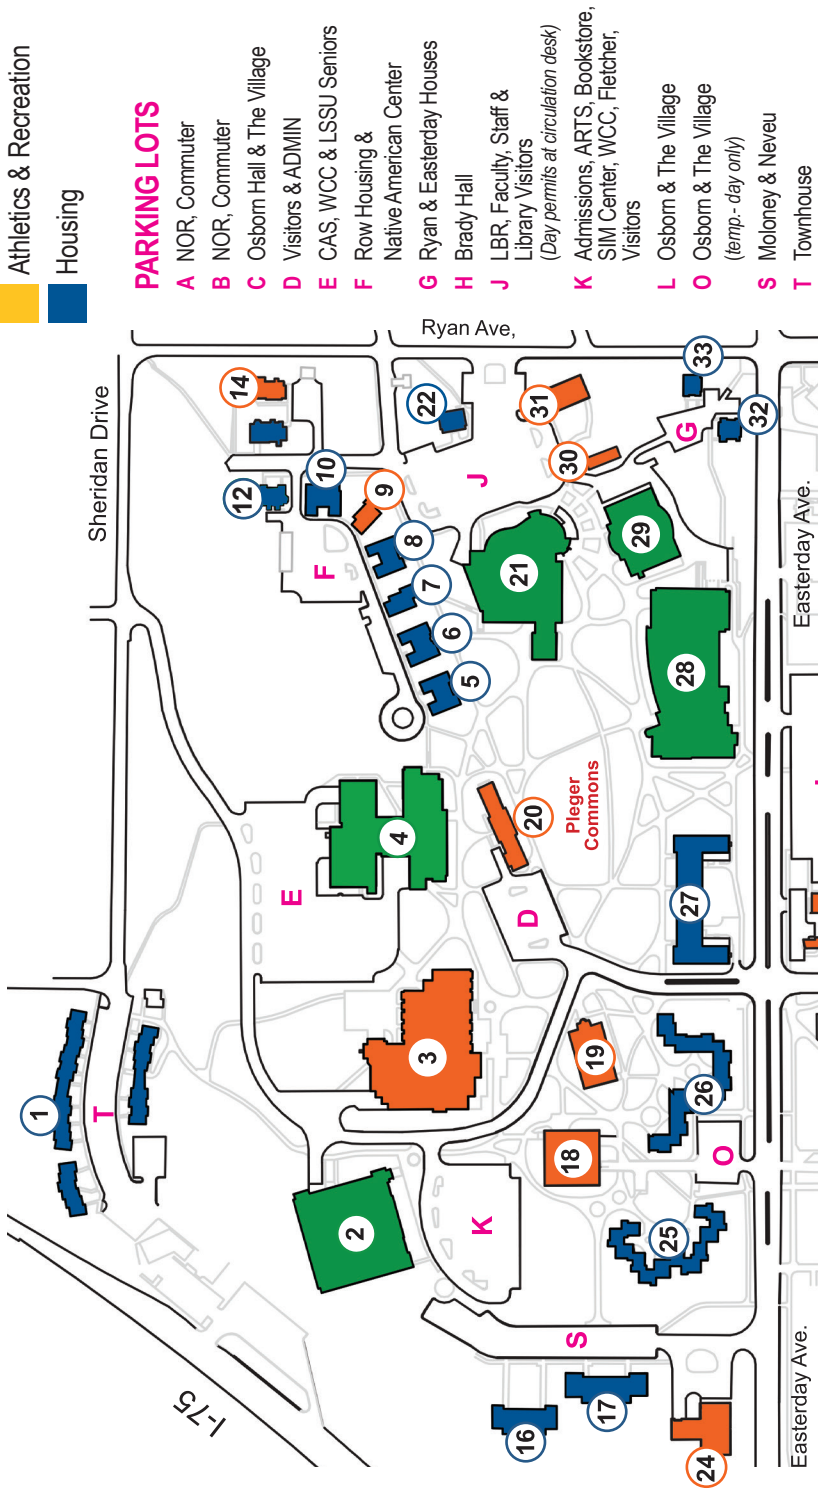 Athletics & Recreation
Housing
PARKING LOTS
A NOR, Commuter
B NOR, Commuter
C Osborn Hall & The Village
D Visitors & ADMIN
E CAS, WCC & LSSU Seniors
F Row Housing &
Native American Center
G Ryan & Easterday Houses
H Brady Hall
J LBR, Faculty, Staff &
Library Visitors
(Day permits at circulation desk)
K Admissions, ARTS, Bookstore,
SIM Center, WCC, Fletcher,
Visitors
L Osborn & The Village
O Osborn & The Village
(temp.- day only)
S Moloney & Neveu
T Townhouse
Sheridan Drive
Ryan Ave,
Easterday Ave.
Easterday Ave.
I-75
Pleger
Commons
1
2
3
4
5
6
7
8
9
10
12
14
16
17
18
19
20
21
22
24
25
26
27
28
29
30
31
32
33
T
E
F
J
G
D
K
O
S